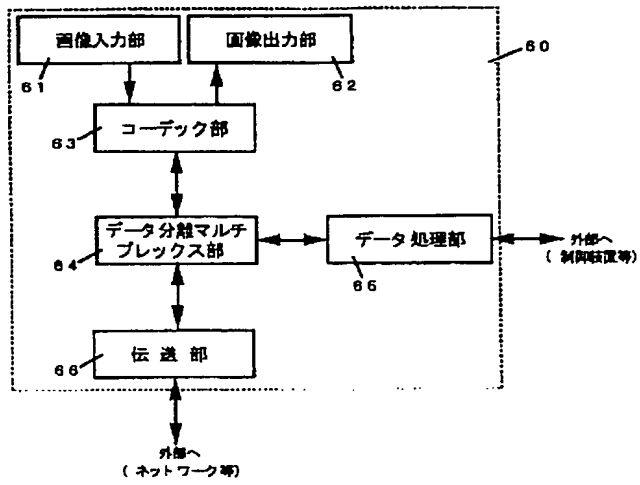 画像入力部
画像出力部
60
61
62
コーデック部
63
データ分離マルチ
プレックス部
データ処理部
外部へ
(制御装置等)
64
65
伝送部
66
外部へ
(ネットワーク等)